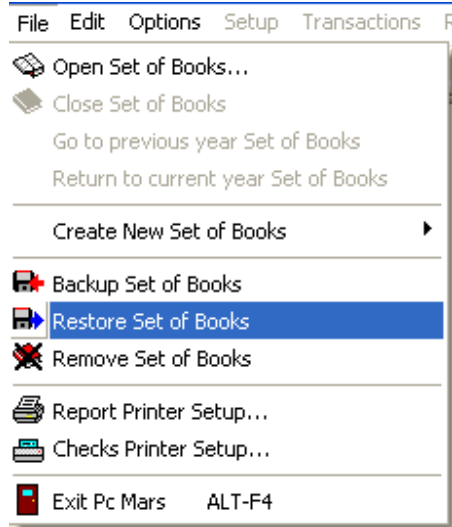 File Edit Options Setup Transactions
Open Set of Books...
Close Set of Books
Go to previous year Set of Books
Return to current year Set of Books
Create New Set of Books
Backup Set of Books
Restore Set of Books
Remove Set of Books
Report Printer Setup...
Checks Printer Setup...
Exit Pc Mars ALT-F4